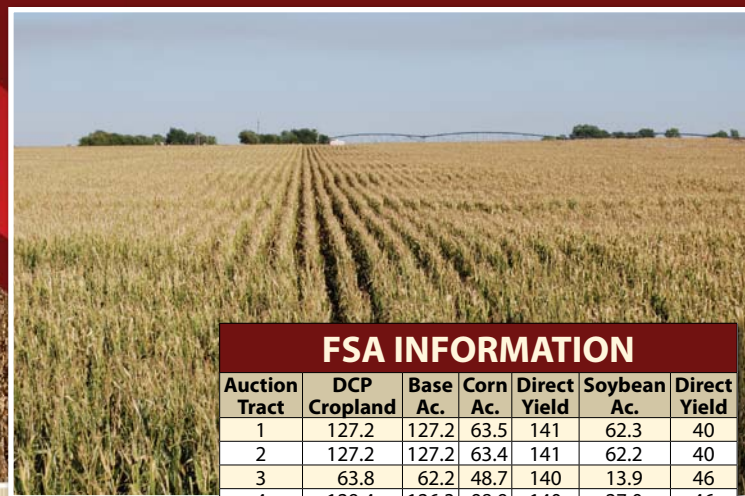 FSA INFORMATION
Auction Tract DCP Cropland Base Ac. Corn Ac. Direct Yield Soybean Ac. Direct Yield
1 127.2 127.2 63.5 141 62.3 40
2 127.2 127.2 63.4 141 62.2 40
3 63.8 62.2 48.7 140 13.9 46
140 46